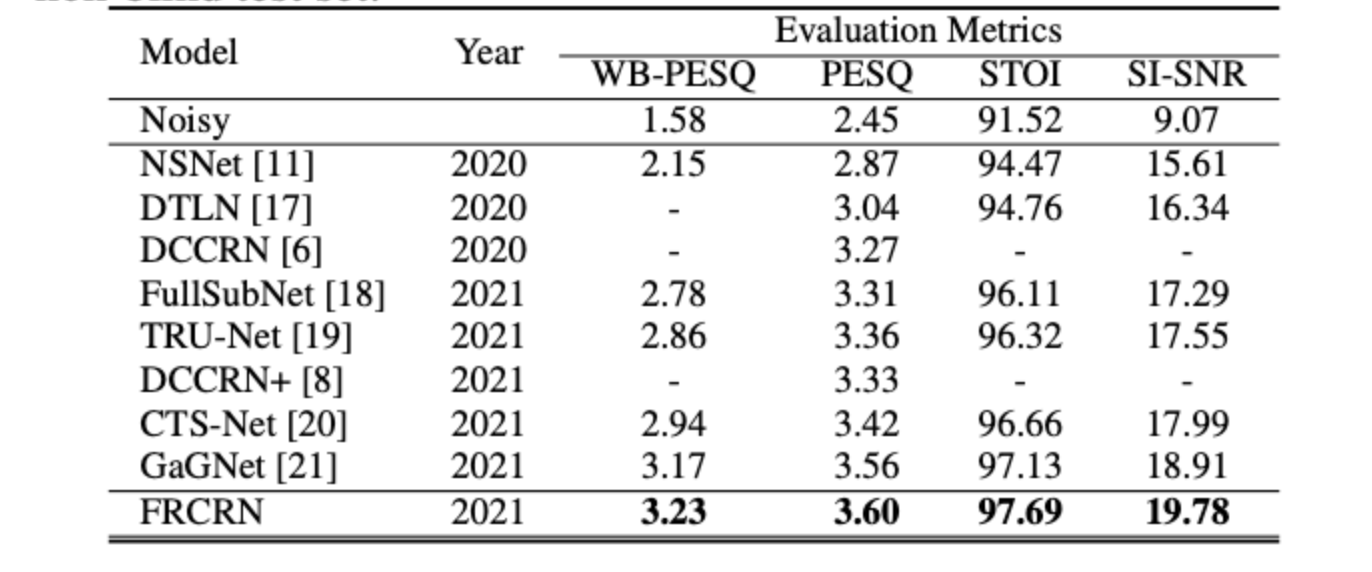 Model Year Evaluation Metrics
WB-PESQ PESQ STOI SI-SNR
Noisy 1.58 2.45 91.52 9.07
NSNet [11] 2020 2.15 2.87 94.47 15.61
DTLN [17] 2020 - 3.04 94.76 16.34
DCCRN [6] 2020 - 3.27 - -
FullSubNet [18] 2021 2.78 3.31 96.11 17.29
TRU-Net [19] 2021 2.86 3.36 96.32 17.55
DCCRN+ [8] 2021 - 3.33 - -
CTS-Net [20] 2021 2.94 3.42 96.66 17.99
GaGNet [21] 2021 3.17 3.56 97.13 18.91
FRCRN 2021 3.23 3.60 97.69 19.78